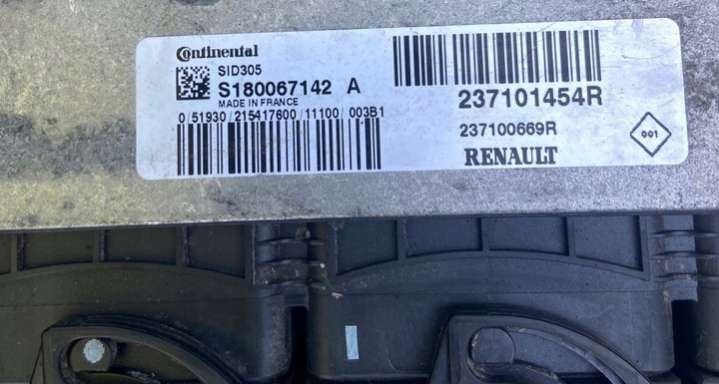 Continental
SID305
S180067142 A
MADE IN FRANCE
0/51930/215417600/11100/003B1
237101454R
237100669R
RENAULT
001